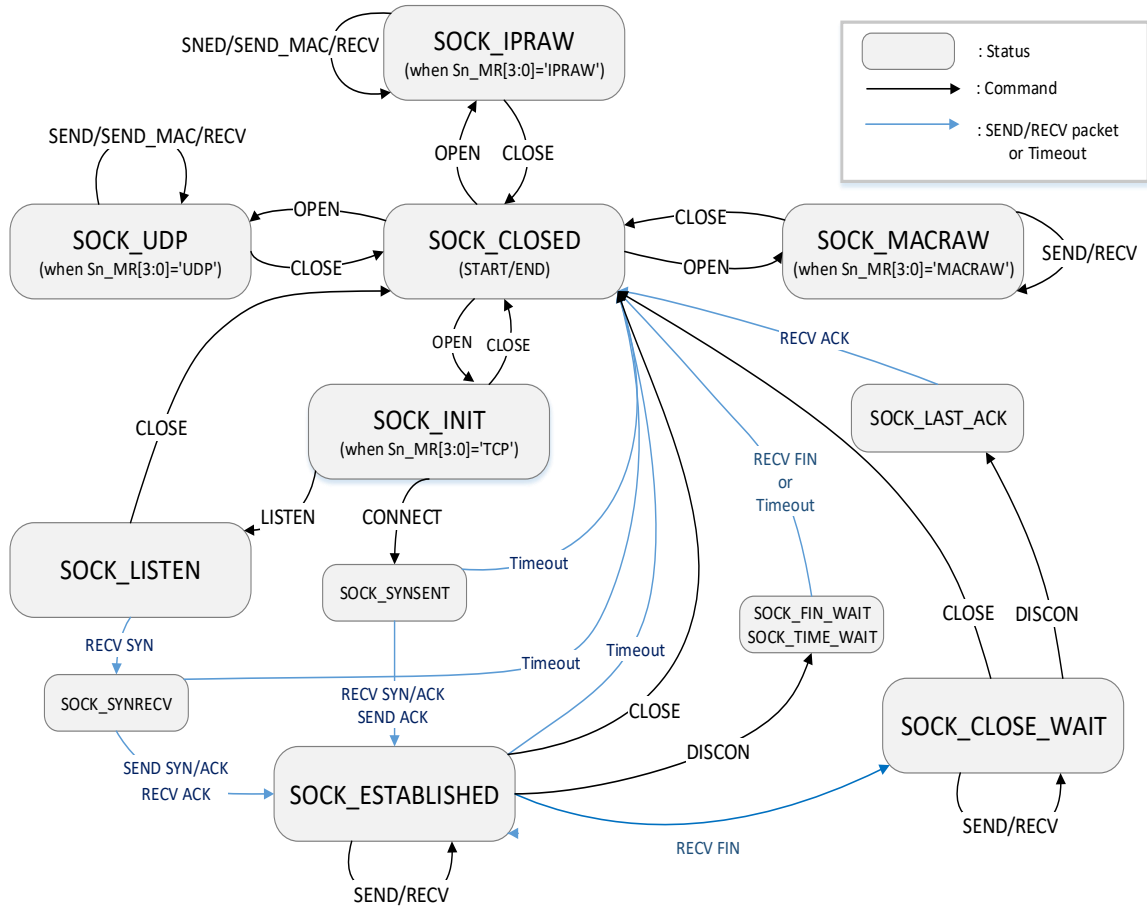 SNED/SEND_MAC/RECV
SOCK_IPRAW
(when Sn_MR[3:0]='IPRAW')
: Status
: Command
: SEND/RECV packet
or Timeout
SEND/SEND_MAC/RECV
OPEN
CLOSE
OPEN
CLOSE
SOCK_UDP
(when Sn_MR[3:0]='UDP')
CLOSE
SOCK_CLOSED
(START/END)
OPEN
SOCK_MACRAW
(when Sn_MR[3:0]='MACRAW')
SEND/RECV
OPEN
CLOSE
RECV ACK
SOCK_INIT
(when Sn_MR[3:0]='TCP')
SOCK_LAST_ACK
CLOSE
RECV FIN
or
Timeout
LISTEN
CONNECT
SOCK_LISTEN
Timeout
SOCK_SYNSENT
SOCK_FIN_WAIT
SOCK_TIME_WAIT
CLOSE
DISCON
RECV SYN
Timeout
Timeout
SOCK_SYNRECV
RECV SYN/ACK
SEND ACK
CLOSE
SOCK_CLOSE_WAIT
DISCON
SEND SYN/ACK
RECV ACK
SOCK_ESTABLISHED
SEND/RECV
RECV FIN
SEND/RECV